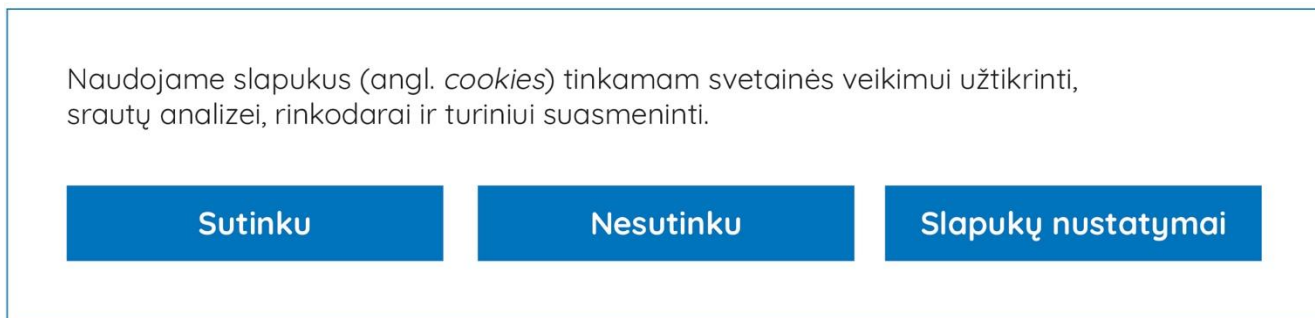 Naudojame slapukus (angl. cookies) tinkamam svetainės veikimui užtikrinti,
srautų analizei, rinkodarai ir turiniui suasmeninti.
Sutinku
Nesutinku
Slapukų nustatymai